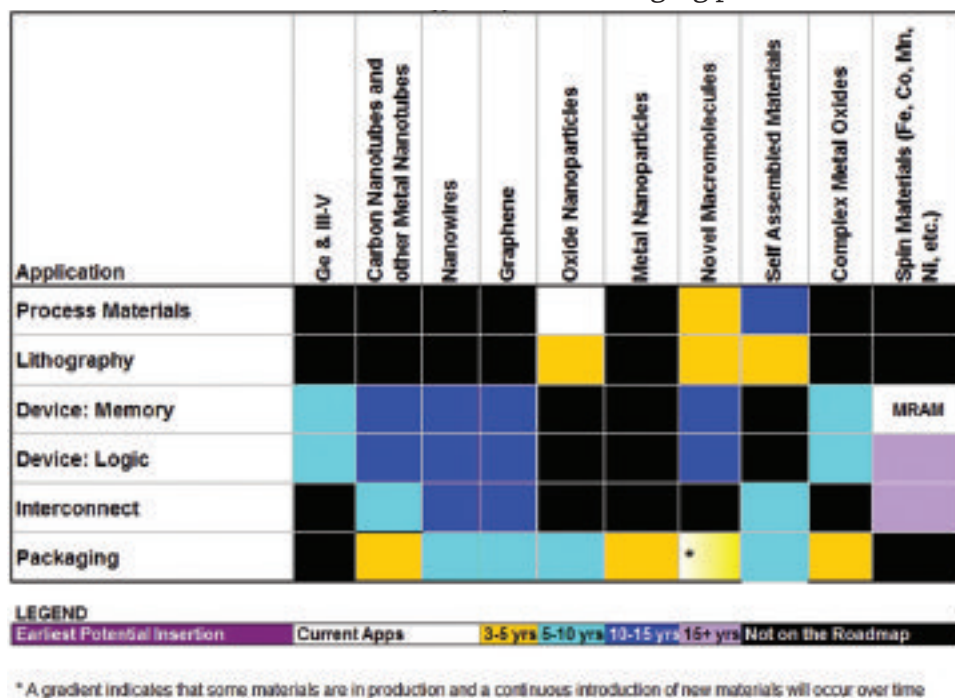 Application
Ge & III-V
Carbon Nanotubes and
other Metal Nanotubes
Nanowires
Graphene
Oxide Nanoparticles
Metal Nanoparticles
Novel Macromolecules
Self Assembled Materials
Complex Metal Oxides
Spin Materials (Fe, Co, Mn,
Ni, etc.)
Process Materials
Lithography
Device: Memory
MRAM
Device: Logic
Interconnect
Packaging
*
LEGEND
Earliest Potential Insertion Current Apps 3-5 yrs 5-10 yrs 10-15 yrs 15+ yrs Not on the Roadmap
* A gradient indicates that some materials are in production and a continuous introduction of new materials will occur over time